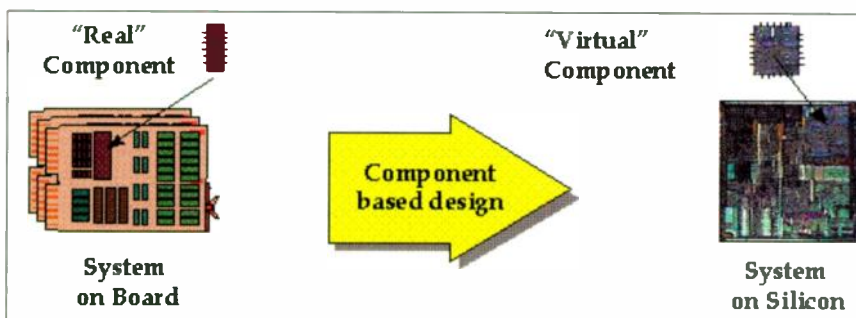 “Real”
Component
“Virtual”
Component
Component
based design
System
on Board
System
on Silicon